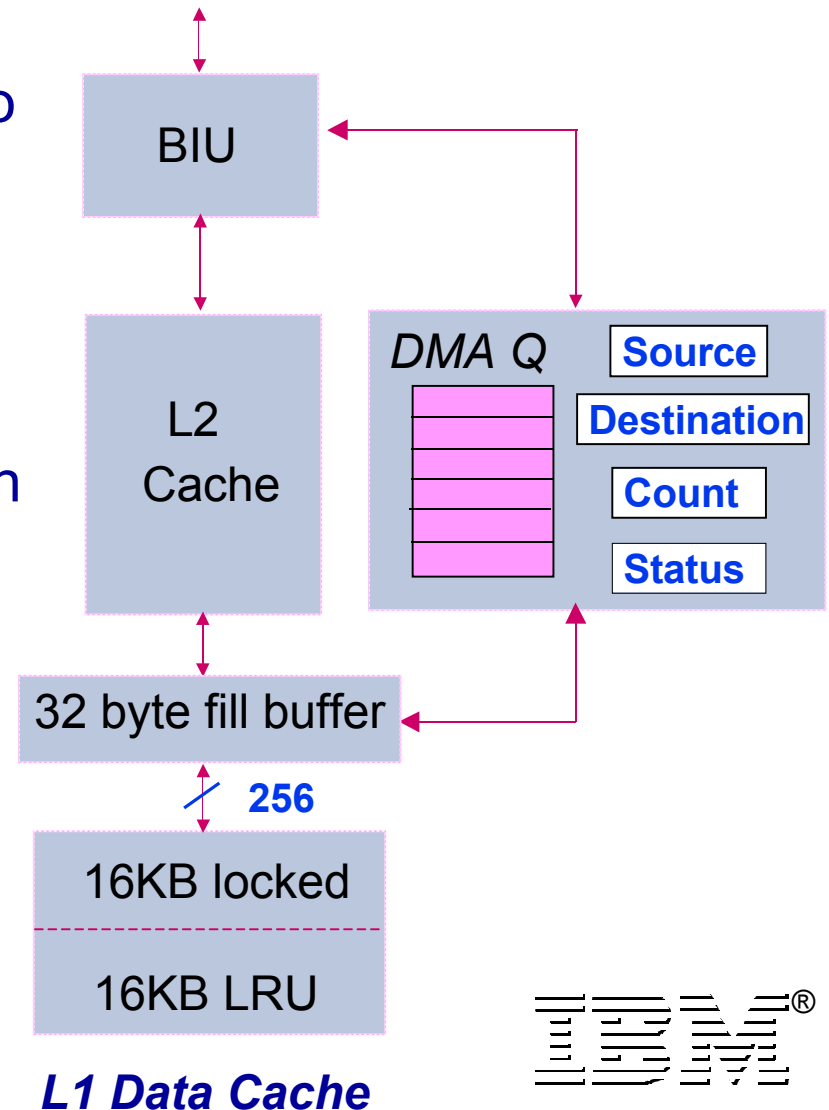 BIU
DMA Q
Source
Destination
Count
Status
L2
Cache
32 byte fill buffer
256
16KB locked
16KB LRU
L1 Data Cache
IBM®